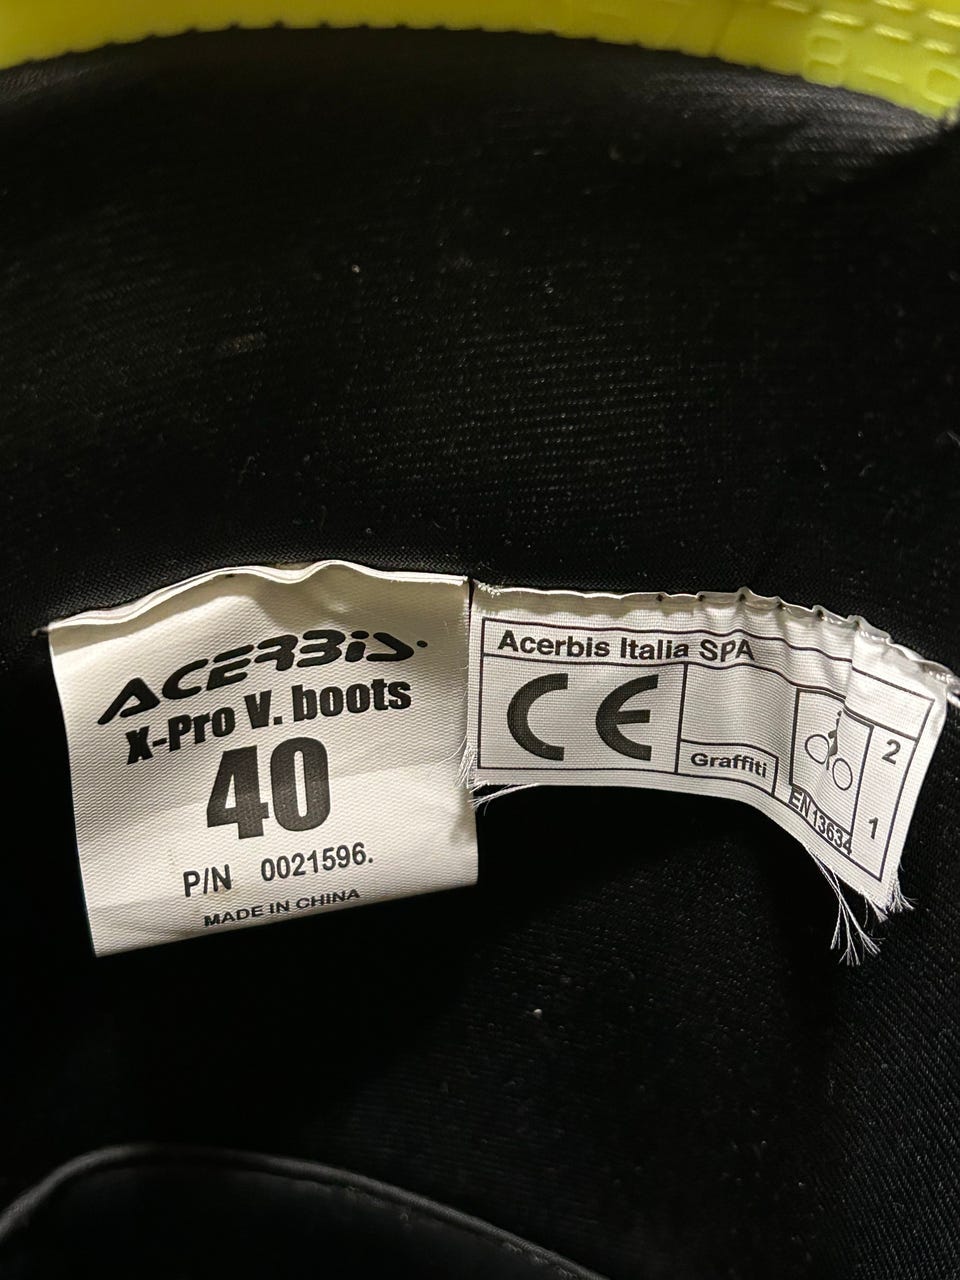 ACERBIS
X-Pro V. boots
40
P/N 0021596.
MADE IN CHINA
Acerbis Italia SPA
CE
Graffiti
EN 13634
2
1